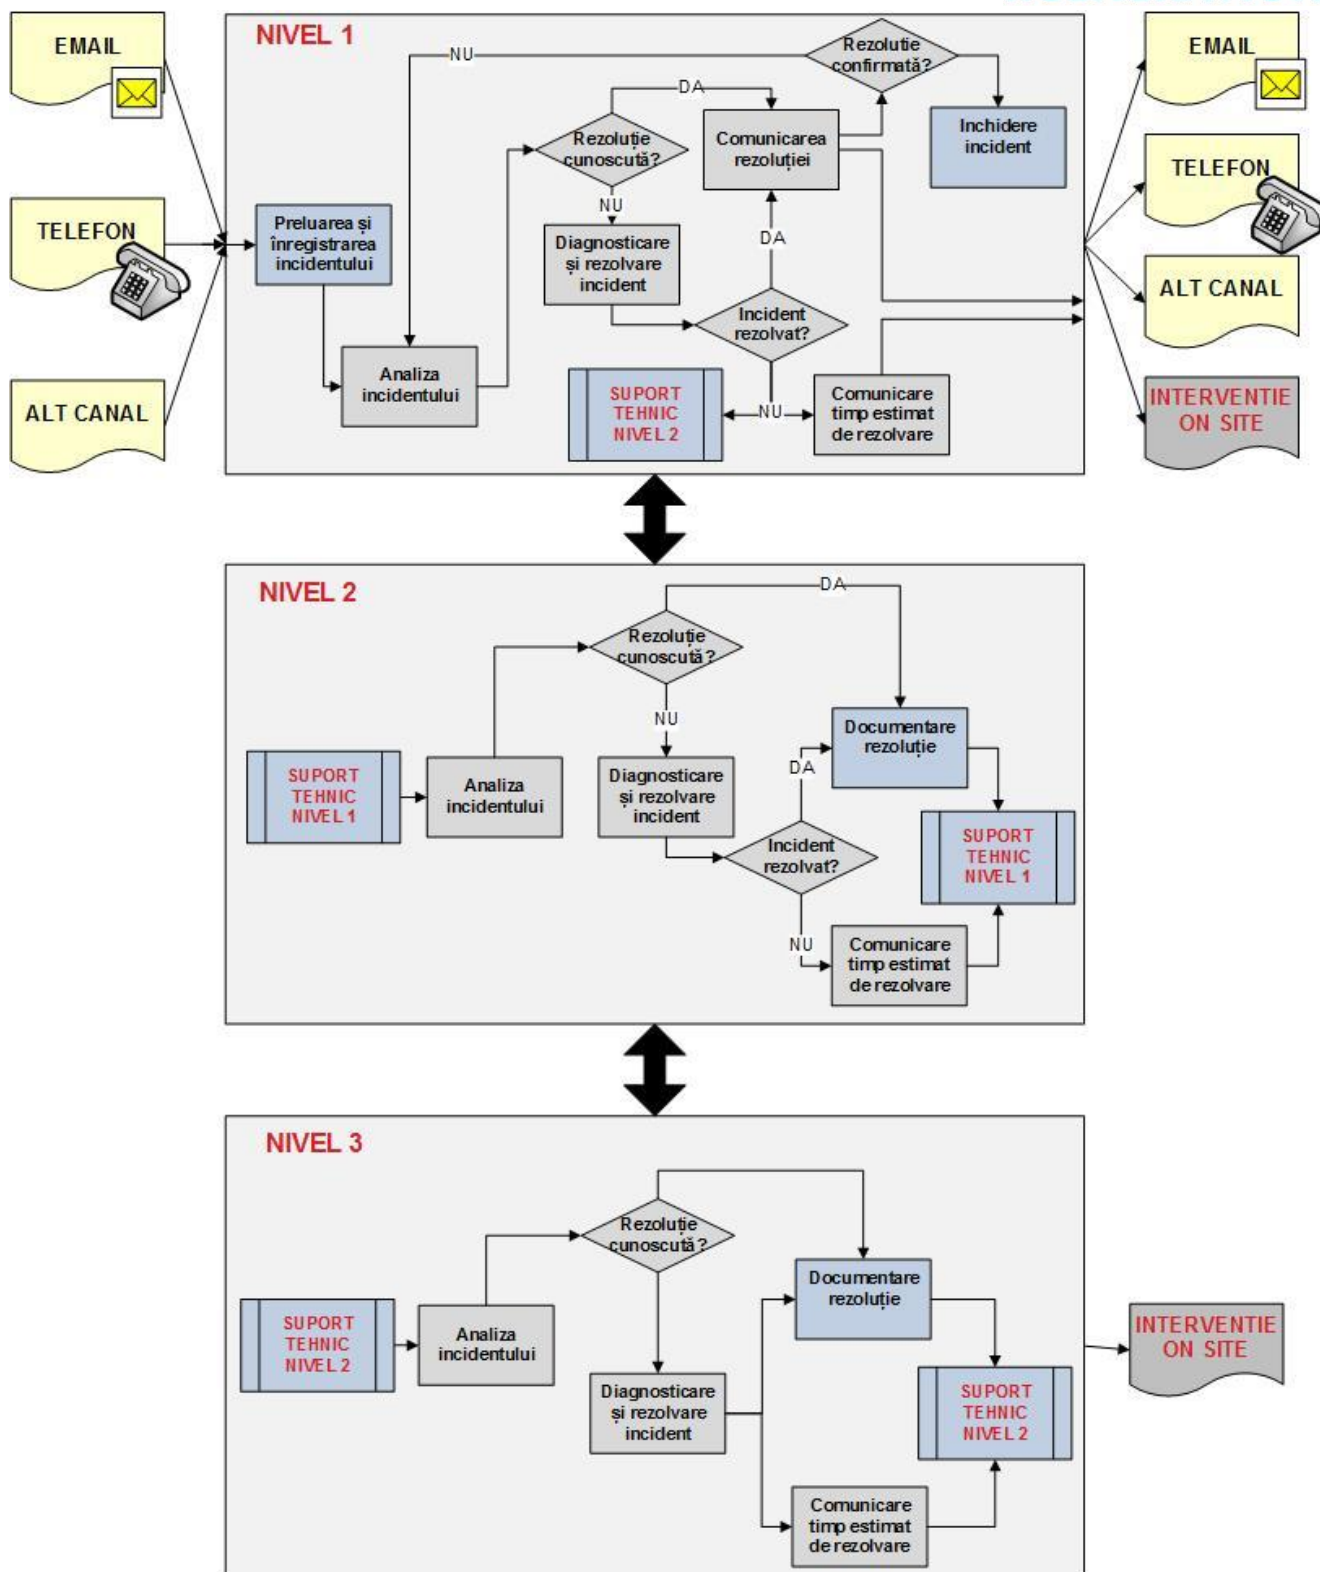 EMAIL
TELEFON
ALT CANAL
NIVEL 1
NU
Rezoluție
confirmată?
DA
Rezoluție
cunoscută?
Comunicarea
rezoluției
Inchidere
incident
NU
Preluarea și
înregistrarea
incidentului
Diagnosticare
și rezolvare
incident
DA
Incident
rezolvat?
Analiza
incidentului
SUPORT
TEHNIC
NIVEL 2
NU
Comunicare
timp estimat
de rezolvare
EMAIL
TELEFON
ALT CANAL
INTERVENTIE
ON SITE
NIVEL 2
DA
Rezoluție
cunoscută?
NU
Documentare
rezoluție
SUPORT
TEHNIC
NIVEL 1
Analiza
incidentului
Diagnosticare
și rezolvare
incident
DA
Incident
rezolvat?
SUPORT
TEHNIC
NIVEL 1
NU
Comunicare
timp estimat
de rezolvare
NIVEL 3
Rezoluție
cunoscută?
Documentare
rezoluție
SUPORT
TEHNIC
NIVEL 2
Analiza
incidentului
Diagnosticare
și rezolvare
incident
SUPORT
TEHNIC
NIVEL 2
Comunicare
timp estimat
de rezolvare
INTERVENTIE
ON SITE